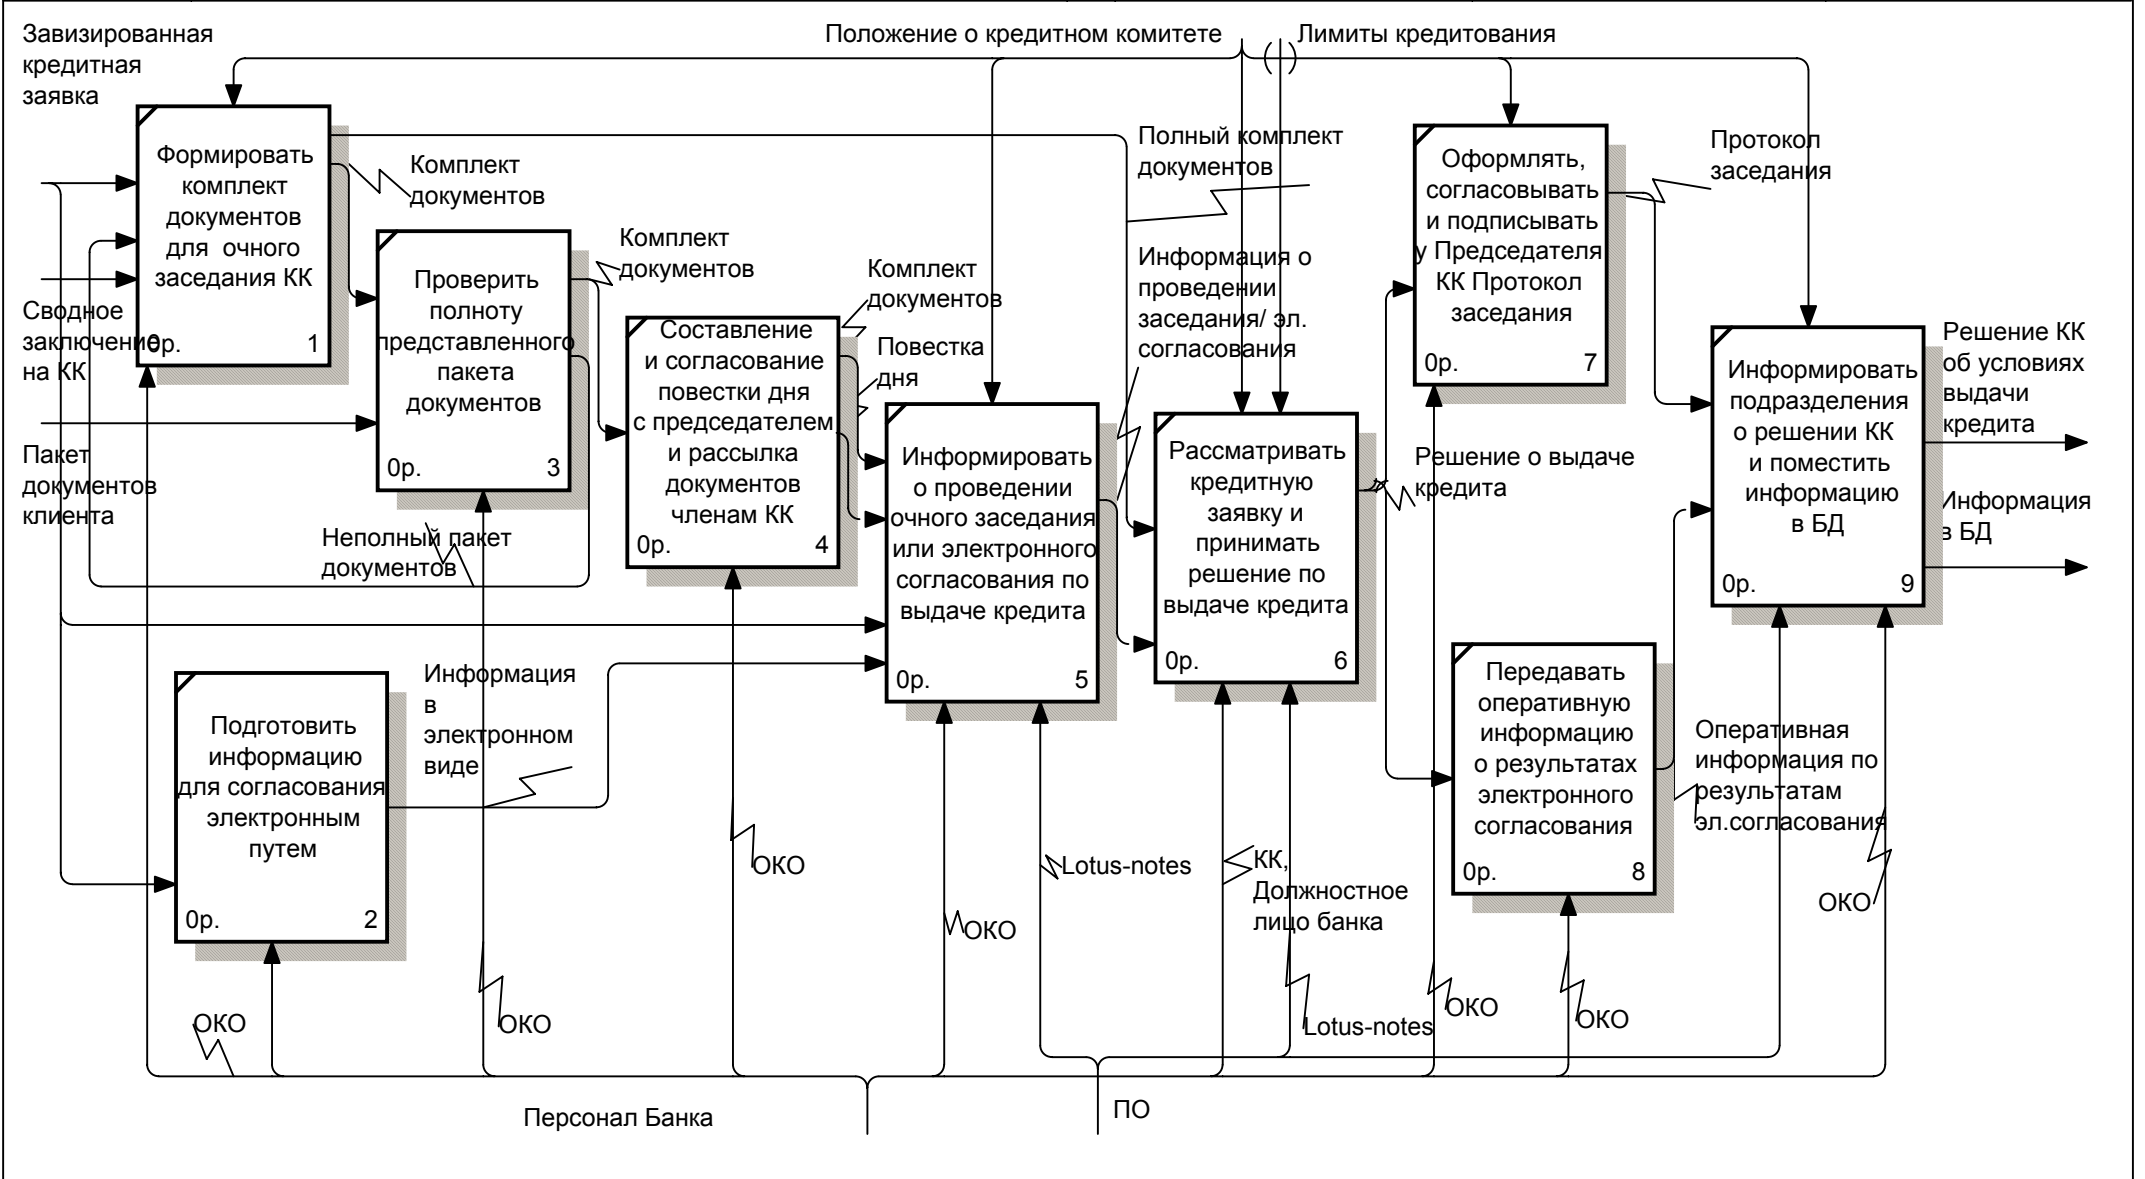 Завизированная
кредитная
заявка
Положение о кредитном комитете
Лимиты кредитования
Формировать
комплект
документов
для очного
заседания КК
0р.
1
Комплект
документов
Сводное
заключение
на КК
Пакет
документов
клиента
Проверить
полноту
представленного
пакета
документов
0р.
3
Комплект
документов
Неполный пакет
документов
Составление
и согласование
повестки дня
с председателем
и рассылка
документов
членам КК
0р.
4
Комплект
документов
Повестка
дня
Информировать
о проведении
очного заседания
или электронного
согласования по
выдаче кредита
0р.
5
Полный комплект
документов
Информация о
проведении
заседания/ эл.
согласования
Рассматривать
кредитную
заявку и
принимать
решение по
выдаче кредита
0р.
6
Решение о выдаче
кредита
Оформлять,
согласовывать
и подписывать
у Председателя
КК Протокол
заседания
0р.
7
Протокол
заседания
Информировать
подразделения
о решении КК
и поместить
информацию
в БД
0р.
9
Решение КК
об условиях
выдачи
кредита
Информация
в БД
Подготовить
информацию
для согласования
электронным
путем
0р.
2
Информация
в
электронном
виде
Передавать
оперативную
информацию
о результатах
электронного
согласования
0р.
8
Оперативная
информация по
результатам
эл.согласования
ОКО
ОКО
ОКО
ОКО
Lotus-notes
КК,
Должностное
лицо банка
Lotus-notes
ОКО
ОКО
ОКО
Персонал Банка
ПО